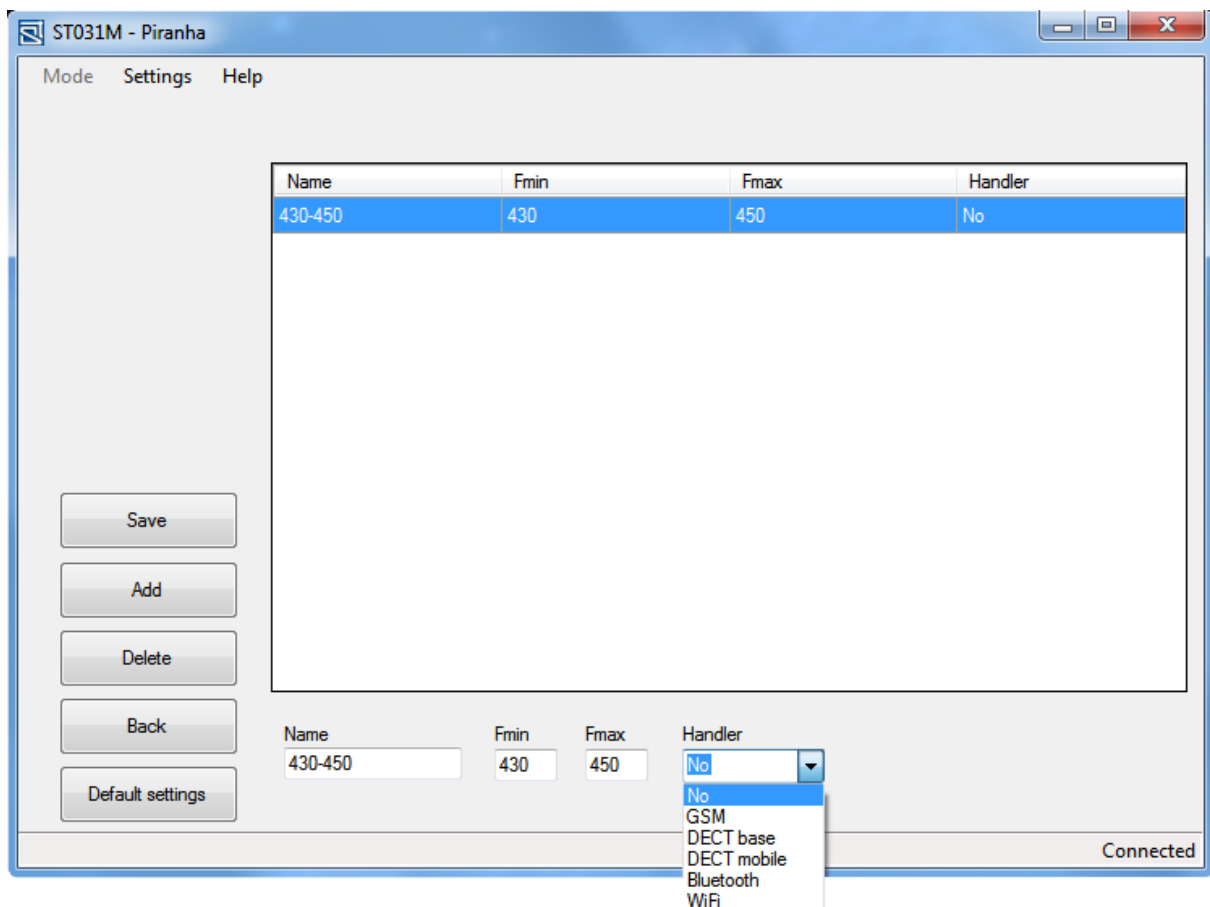 ST031M - Piranha
Mode Settings Help
Name Fmin Fmax Handler
430-450 430 450 No
Save
Add
Delete
Back
Default settings
Name Fmin Fmax Handler
430-450 430 450 No
No
GSM
DECT base
DECT mobile
Bluetooth
WiFi
Connected